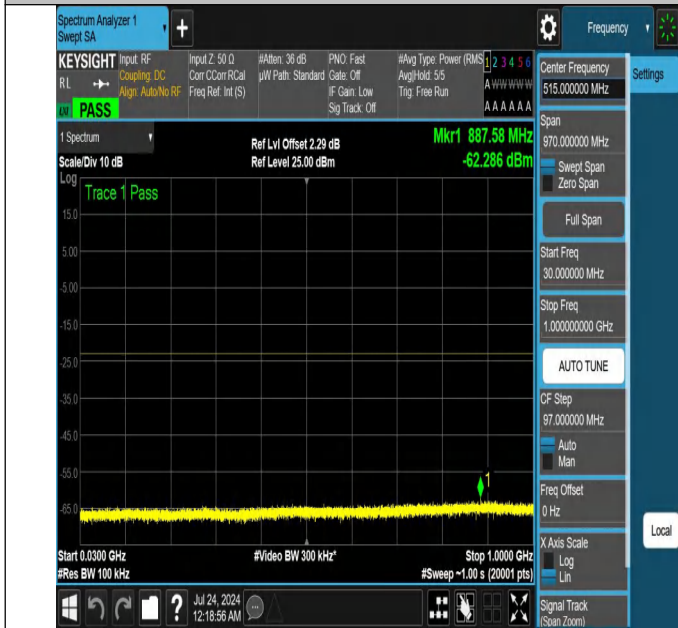 Spectrum Analyzer 1
Swept SA
+
Frequency
KEYSIGHT
RL
PASS
Input: RF
Coupling: DC
Align: Auto/No RF
Input Z: 50 Ω
Corr CCorr RCal
Freq Ref: Int (S)
#Atten: 36 dB
µW Path: Standard
PNO: Fast
Gate: Off
IF Gain: Low
Sig Track: Off
#Avg Type: Power (RMS
Avg|Hold: 5/5
Trig: Free Run
1 2 3 4 5 6
A W W W W W
A A A A A A
1 Spectrum
Scale/Div 10 dB
Log
Ref Lvl Offset 2.29 dB
Ref Level 25.00 dBm
Mkr1 887.58 MHz
-62.286 dBm
Trace 1 Pass
15.0
5.00
-5.00
-15.0
-25.0
-35.0
-45.0
-55.0
-65.0
1
Start 0.0300 GHz
#Res BW 100 kHz
#Video BW 300 kHz*
Stop 1.0000 GHz
#Sweep ~1.00 s (20001 pts)
?
Jul 24, 2024
12:18:56 AM
Center Frequency
515.000000 MHz
Settings
Span
970.000000 MHz
Swept Span
Zero Span
Full Span
Start Freq
30.000000 MHz
Stop Freq
1.000000000 GHz
AUTO TUNE
CF Step
97.000000 MHz
Auto
Man
Freq Offset
0 Hz
Local
X Axis Scale
Log
Lin
Signal Track
(Span Zoom)